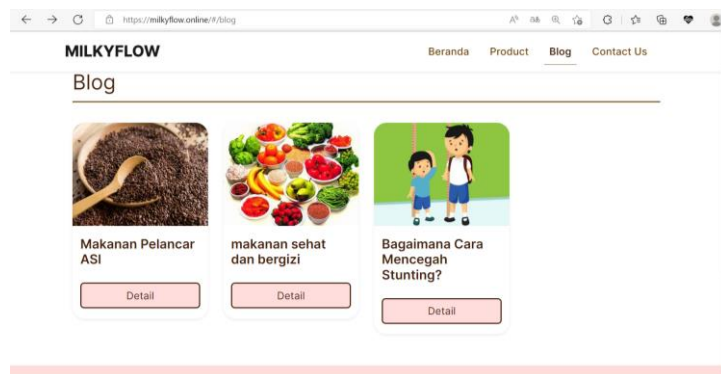 https://milkyflow.online/#/blog
MILKYFLOW
Beranda Product Blog Contact Us
Blog
Makanan Pelancar
ASI
Detail
makanan sehat
dan bergizi
Detail
Bagaimana Cara
Mencegah
Stunting?
Detail